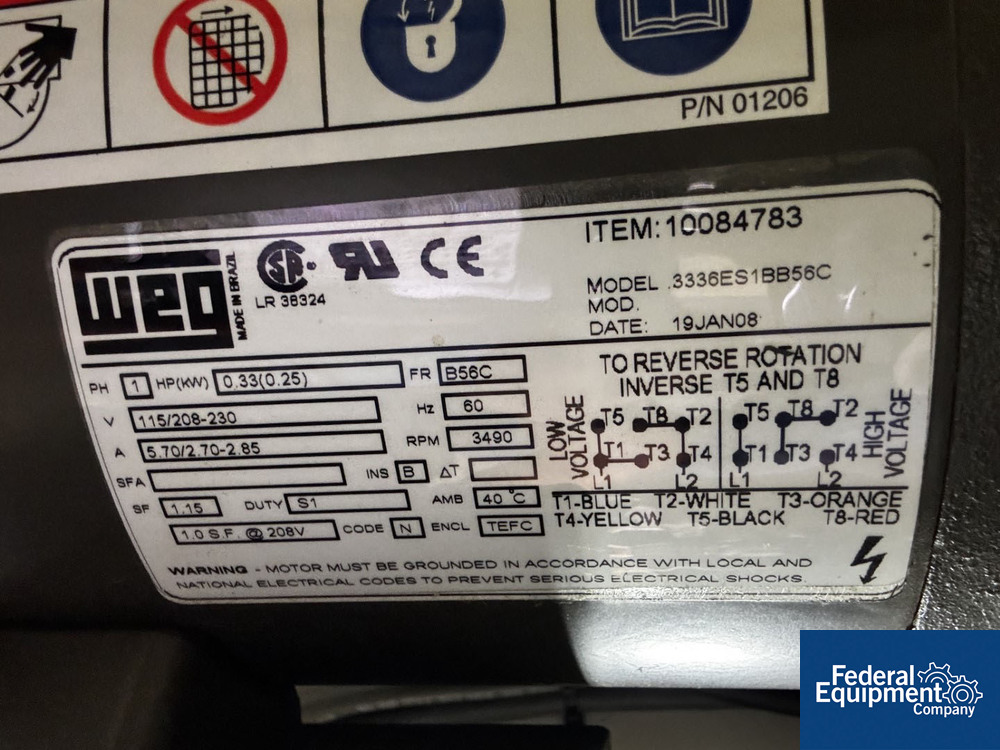 P/N 01206
WEG
MADE IN BRAZIL
LR 38324
ITEM: 10084783
MODEL 3336ES1BB56C
MOD.
DATE: 19JAN08
PH 1 HP(KW) 0.33(0.25) FR B56C
V 115/208-230 Hz 60
A 5.70/2.70-2.85 RPM 3490
SFA INS B ΔT
SF 1.15 DUTY S1 AMB 40°C
1.0 S.F. @ 208V CODE N ENCL TEFC
TO REVERSE ROTATION
INVERSE T5 AND T8
LOW VOLTAGE
T5 T8 T2
T1 T3 T4
L1 L2
T5 T8 T2
T1 T3 T4
L1 L2
HIGH VOLTAGE
T1-BLUE T2-WHITE T3-ORANGE
T4-YELLOW T5-BLACK T8-RED
WARNING - MOTOR MUST BE GROUNDED IN ACCORDANCE WITH LOCAL AND
NATIONAL ELECTRICAL CODES TO PREVENT SERIOUS ELECTRICAL SHOCKS.
Federal
Equipment
Company